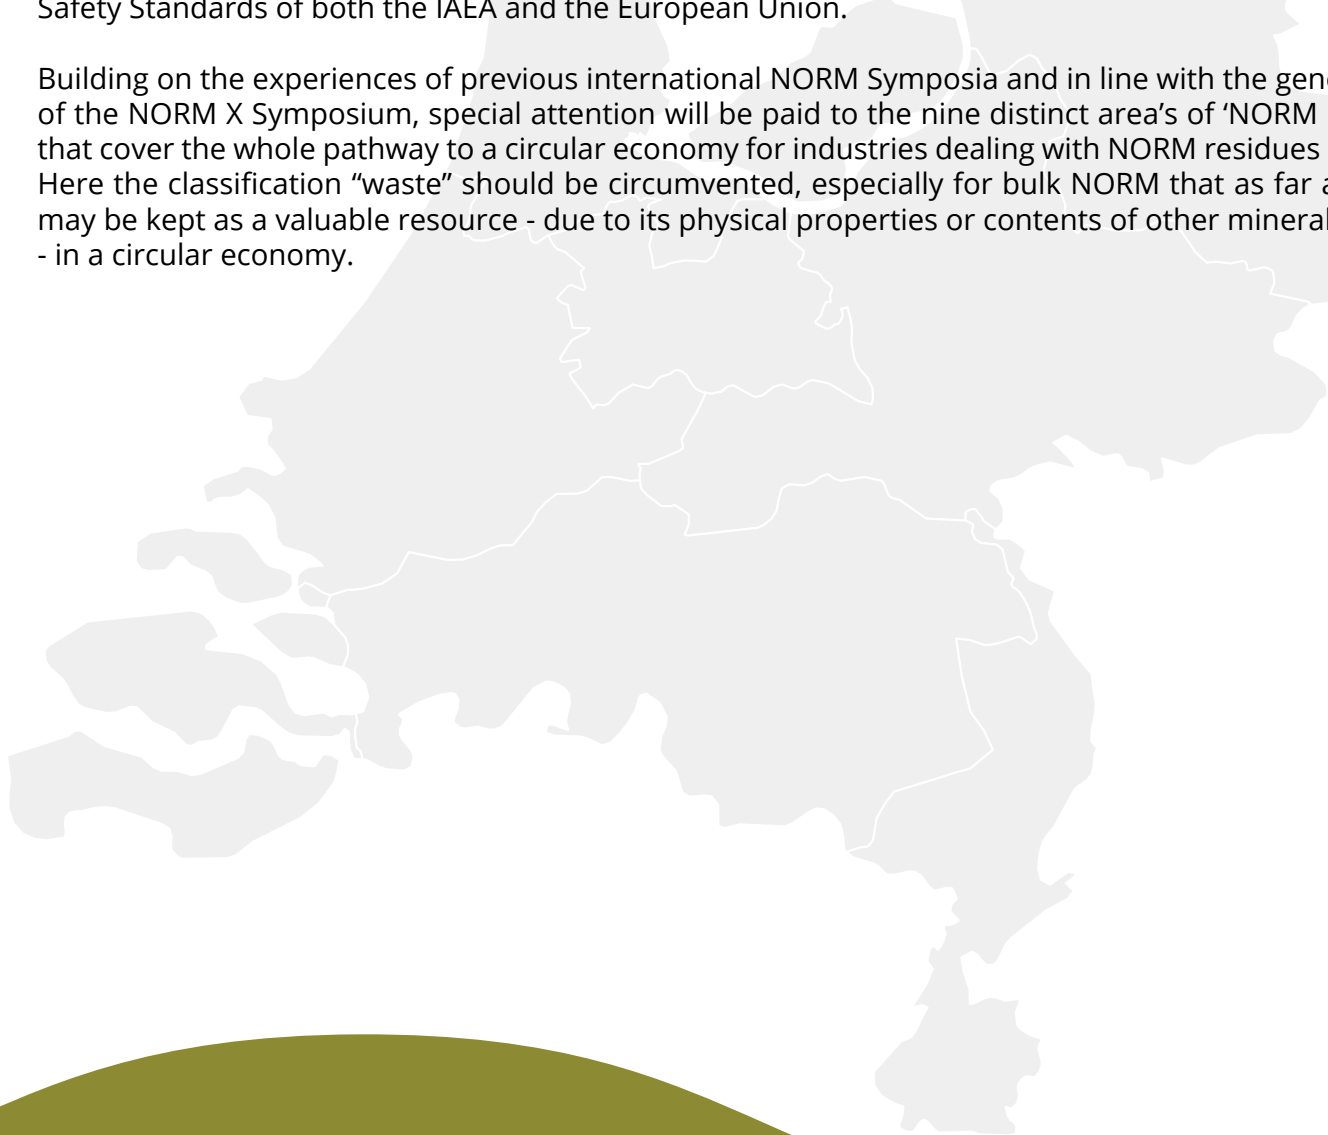 Safety Standards of both the IAEA and the European Union.
Building on the experiences of previous international NORM Symposia and in line with the
of the NORM X Symposium, special attention will be paid to the nine distinct area’s of ‘NORM
that cover the whole pathway to a circular economy for industries dealing with NORM residues
Here the classification “waste” should be circumvented, especially for bulk NORM that as far
may be kept as a valuable resource - due to its physical properties or contents of other
- in a circular economy.